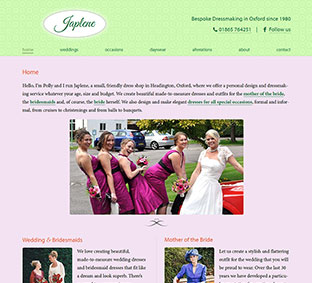 Japlene
Bespoke Dressmaking in Oxford since 1980
01865 764251 | Follow us
home weddings occasions daywear alterations about contact
Home
Hello, I'm Polly and I run Japlene, a small, friendly dress shop in Headington, Oxford, where we offer a personal design and dressmak-
ing service whatever your age, size and budget. We create beautiful made-to-measure dresses and outfits for the mother of the bride,
the bridesmaids and, of course, the bride herself. We also design and make elegant dresses for all special occasions, formal and infor-
mal, from cruises to christenings and from balls to banquets.
Wedding & Bridesmaids
We love creating beautiful,
made-to-measure wedding dresses
and bridesmaid dresses that fit like
a dream and look superb. There's
Mother of the Bride
Let us create a stylish and flattering
outfit for the wedding that you will
be proud to wear. Over the last 30
years we have developed a particu-